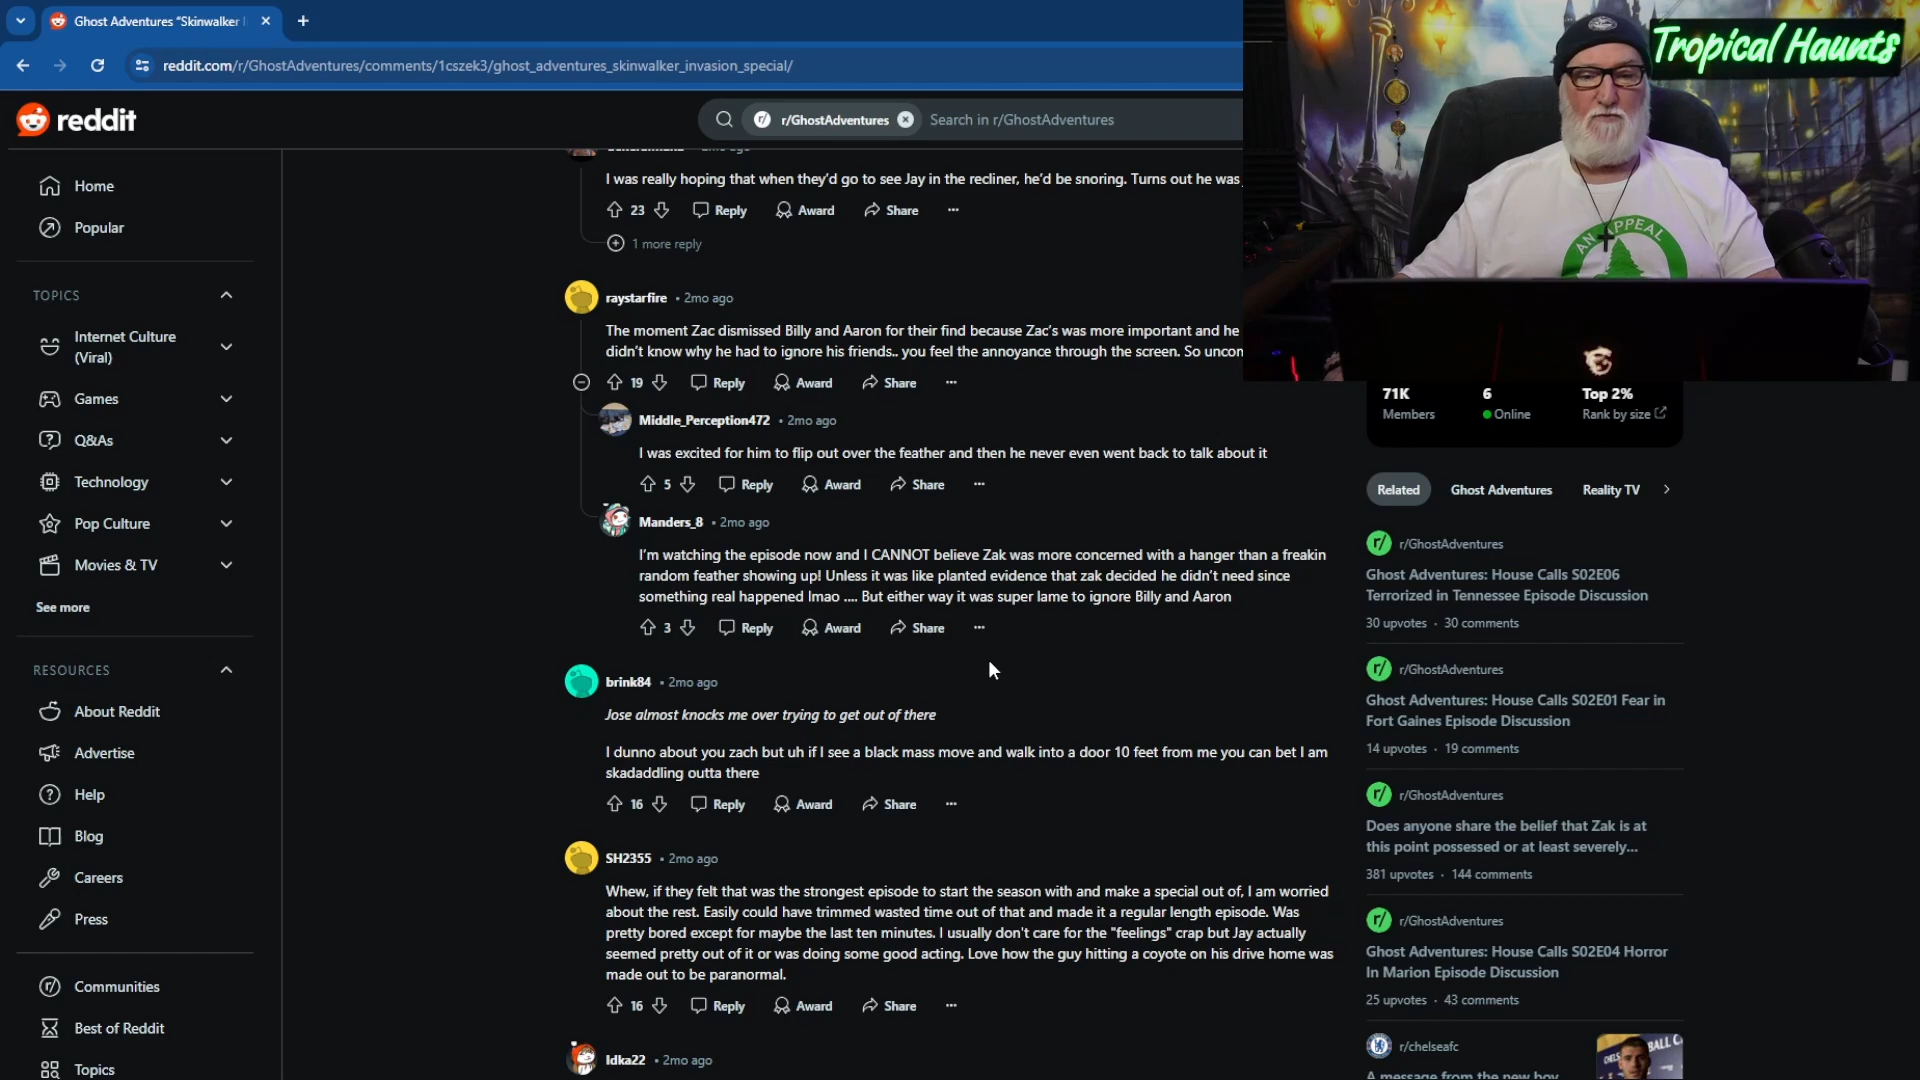 Ghost Adventures "Skinwalker
reddit.com/r/GhostAdventures/comments/1cszek3/ghost_adventures_skinwalker_invasion_special/
Tropical Haunts
reddit
r/GhostAdventures
Search in r/GhostAdventures
AN APPEAL
Home
Popular
TOPICS
Internet Culture
(Viral)
Games
Q&As
Technology
Pop Culture
Movies & TV
See more
RESOURCES
About Reddit
Advertise
Help
Blog
Careers
Press
Communities
Best of Reddit
Topics
I was really hoping that when they'd go to see Jay in the recliner, he'd be snoring. Turns out he was
23 Reply Award Share ...
1 more reply
raystarfire • 2mo ago
The moment Zac dismissed Billy and Aaron for their find because Zac's was more important and he
didn't know why he had to ignore his friends.. you feel the annoyance through the screen. So
19 Reply Award Share ...
Middle_Perception472 • 2mo ago
I was excited for him to flip out over the feather and then he never even went back to talk about it
5 Reply Award Share ...
Manders_8 • 2mo ago
I'm watching the episode now and I CANNOT believe Zak was more concerned with a hanger than a freakin
random feather showing up! Unless it was like planted evidence that zak decided he didn't need since
something real happened lmao .... But either way it was super lame to ignore Billy and Aaron
3 Reply Award Share ...
brink84 • 2mo ago
Jose almost knocks me over trying to get out of there
I dunno about you zach but uh if I see a black mass move and walk into a door 10 feet from me you can bet I am
skadaddling outta there
16 Reply Award Share ...
SH2355 • 2mo ago
Whew, if they felt that was the strongest episode to start the season with and make a special out of, I am worried
about the rest. Easily could have trimmed wasted time out of that and made it a regular length episode. Was
pretty bored except for maybe the last ten minutes. I usually don't care for the "feelings" crap but Jay actually
seemed pretty out of it or was doing some good acting. Love how the guy hitting a coyote on his drive home was
made out to be paranormal.
16 Reply Award Share ...
Idka22 • 2mo ago
71K 6 Top 2%
Members Online Rank by size
Related Ghost Adventures Reality TV
r/GhostAdventures
Ghost Adventures: House Calls S02E06
Terrorized in Tennessee Episode Discussion
30 upvotes · 30 comments
r/GhostAdventures
Ghost Adventures: House Calls S02E01 Fear in
Fort Gaines Episode Discussion
14 upvotes · 19 comments
r/GhostAdventures
Does anyone share the belief that Zak is at
this point possessed or at least severely...
381 upvotes · 144 comments
r/GhostAdventures
Ghost Adventures: House Calls S02E04 Horror
In Marion Episode Discussion
25 upvotes · 43 comments
r/chelseafc
A message from the new boy